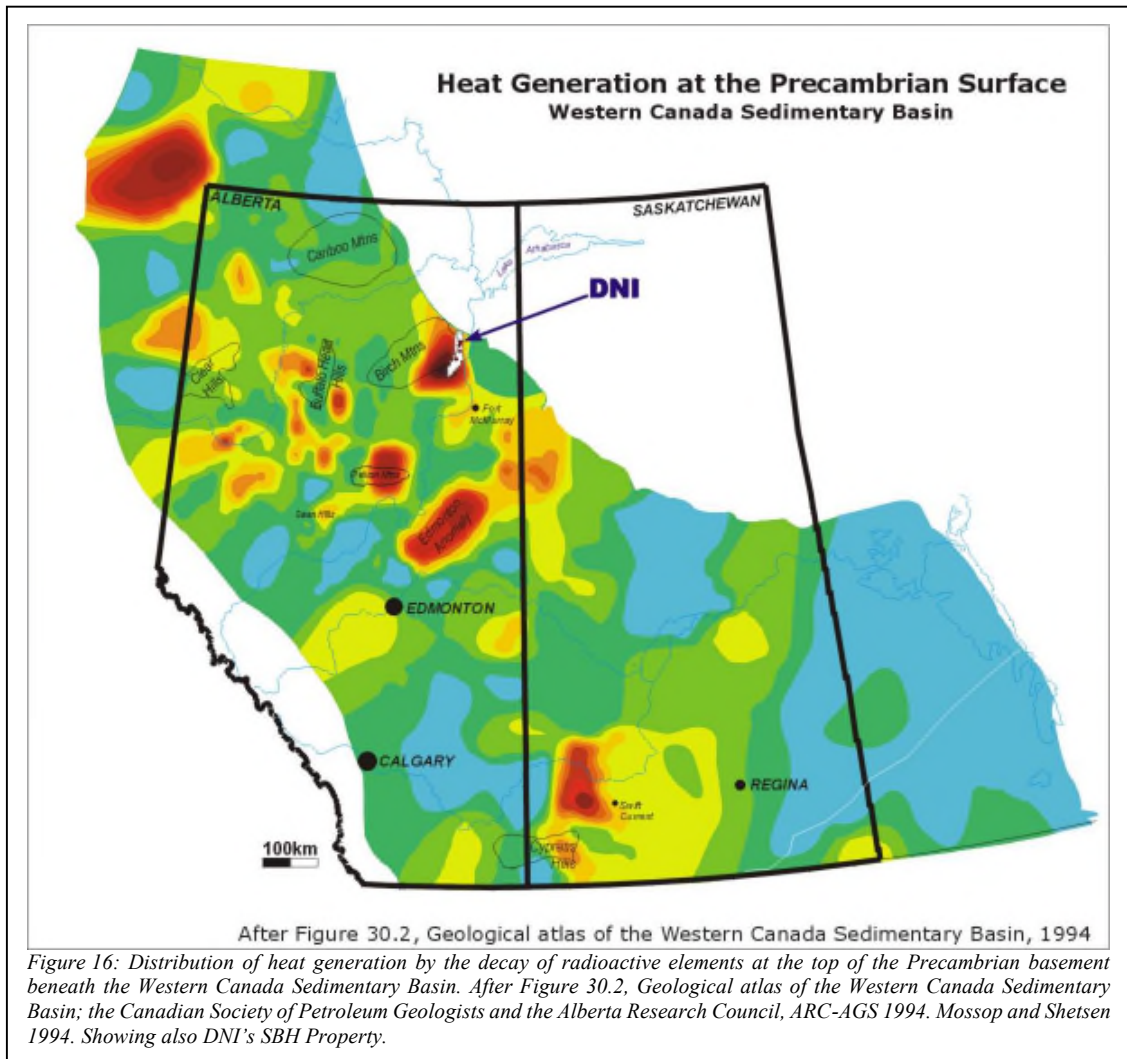 Heat Generation at the Precambrian Surface
Western Canada Sedimentary Basin
ALBERTA
SASKATCHEWAN
Cariboo Mtns
Lake Athabasca
DNI
Birch Mtns
Clear Hills
Buffalo Head Hills
Fort McMurray
Pelican Mtns
Swan Hills
Edmonton Anomaly
EDMONTON
CALGARY
REGINA
Swift Current
Cypress Hills
100km
After Figure 30.2, Geological atlas of the Western Canada Sedimentary Basin, 1994
Figure 16: Distribution of heat generation by the decay of radioactive elements at the top of the Precambrian basement
beneath the Western Canada Sedimentary Basin. After Figure 30.2, Geological atlas of the Western Canada Sedimentary
Basin; the Canadian Society of Petroleum Geologists and the Alberta Research Council, ARC-AGS 1994. Mossop and Shetsen
1994. Showing also DNI's SBH Property.